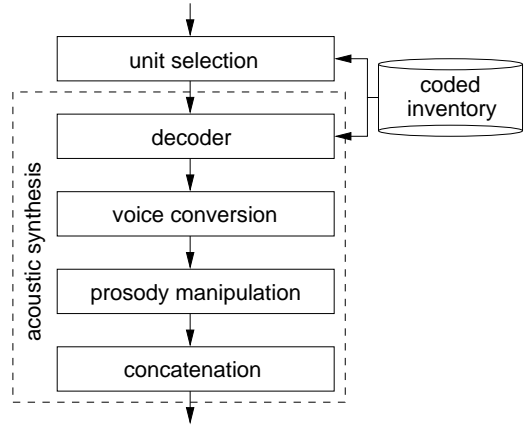 unit selection
coded
inventory
decoder
voice conversion
prosody manipulation
concatenation
acoustic synthesis